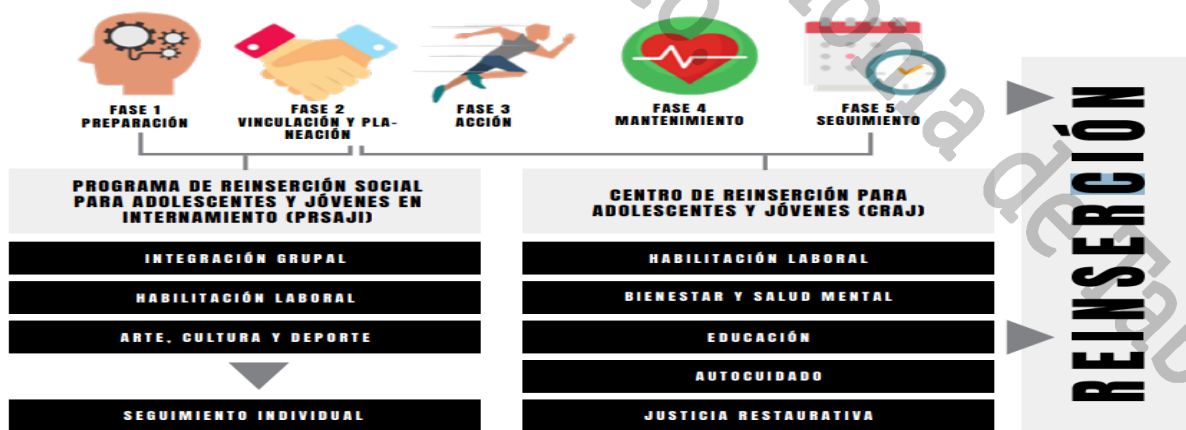 FASE 1
PREPARACIÓN
FASE 2
VINCULACIÓN Y PLA-
NEACIÓN
FASE 3
ACCIÓN
FASE 4
MANTENIMIENTO
FASE 5
SEGUIMIENTO
PROGRAMA DE REINSERCIÓN SOCIAL
PARA ADOLESCENTES Y JÓVENES EN
INTERNAMIENTO (PRSAJI)
INTEGRACIÓN GRUPAL
HABILITACIÓN LABORAL
ARTE, CULTURA Y DEPORTE
SEGUIMIENTO INDIVIDUAL
CENTRO DE REINSERCIÓN PARA
ADOLESCENTES Y JÓVENES (CRAJ)
HABILITACIÓN LABORAL
BIENESTAR Y SALUD MENTAL
EDUCACIÓN
AUTOCUIDADO
JUSTICIA RESTAURATIVA
REINSERCIÓN
de